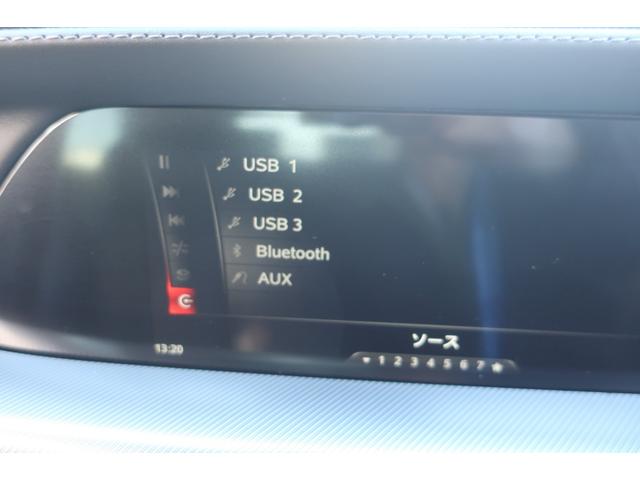 USB 1
USB 2
USB 3
Bluetooth
AUX
ソース
13:20
1 2 3 4 5 6 7